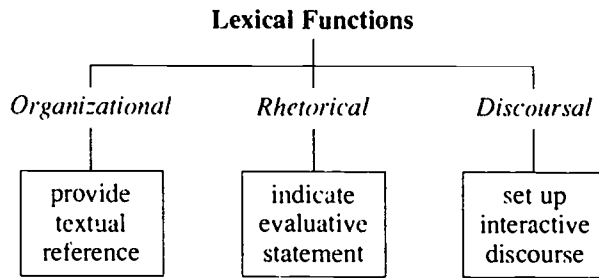 Lexical Functions
Organizational Rhetorical Discoursal
provide
textual
reference
indicate
evaluative
statement
set up
interactive
discourse